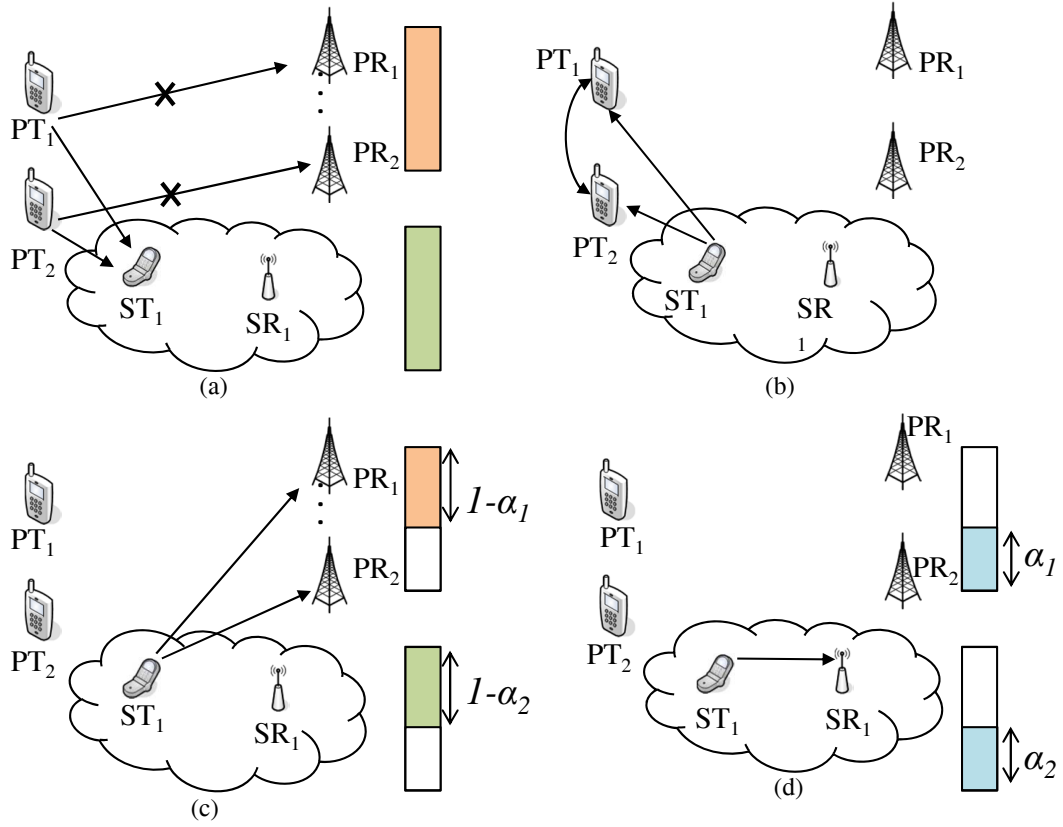 PT₁
PR₁
PT₂
PR₂
ST₁
SR₁
(a)
PT₁
PR₁
PT₂
PR₂
ST₁
SR
₁
(b)
PT₁
PR₁
1-α₁
PT₂
PR₂
ST₁
SR₁
1-α₂
(c)
PT₁
PR₁
PT₂
PR₂
α₁
ST₁
SR₁
α₂
(d)